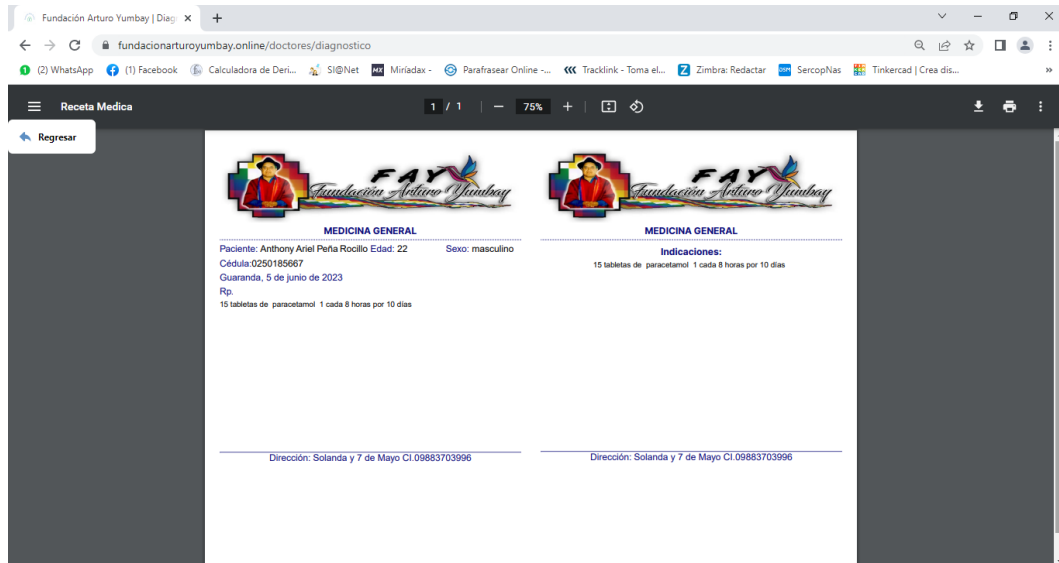 Fundación Arturo Yumbay | Diag
fundacionarturoyumbay.online/doctores/diagnostico
(2) WhatsApp (1) Facebook Calculadora de Deri... SI@Net Miríadax - Parafrasear Online -... Tracklink - Toma el... Zimbra: Redactar SercopNas Tinkercad | Crea dis... »
Receta Medica 1 / 1 | − 75% +
Regresar
FAY
Fundación Arturo Yumbay
MEDICINA GENERAL
Paciente: Anthony Ariel Peña Rocillo Edad: 22 Sexo: masculino
Cédula:0250185667
Guaranda, 5 de junio de 2023
Rp.
15 tabletas de paracetamol 1 cada 8 horas por 10 días
Dirección: Solanda y 7 de Mayo CI.09883703996
FAY
Fundación Arturo Yumbay
MEDICINA GENERAL
Indicaciones:
15 tabletas de paracetamol 1 cada 8 horas por 10 días
Dirección: Solanda y 7 de Mayo CI.09883703996